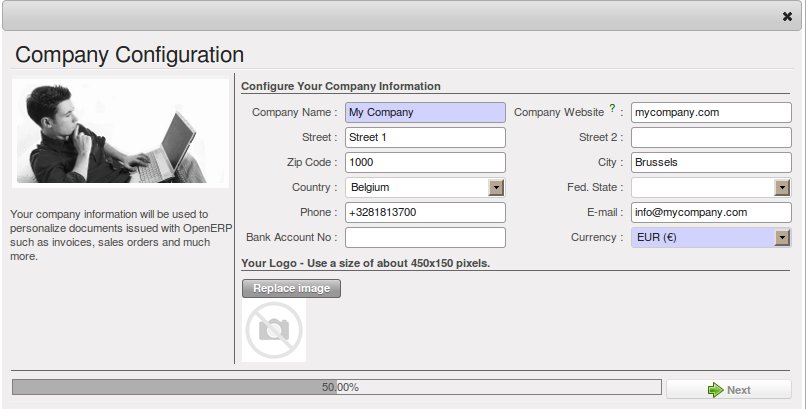 Company Configuration
Configure Your Company Information
Company Name : My Company Company Website ? : mycompany.com
Street : Street 1 Street 2 :
Zip Code : 1000 City : Brussels
Country : Belgium Fed. State :
Phone : +3281813700 E-mail : info@mycompany.com
Bank Account No : Currency : EUR (€)
Your company information will be used to
personalize documents issued with OpenERP
such as invoices, sales orders and much
more.
Your Logo - Use a size of about 450x150 pixels.
Replace image
50.00%
Next